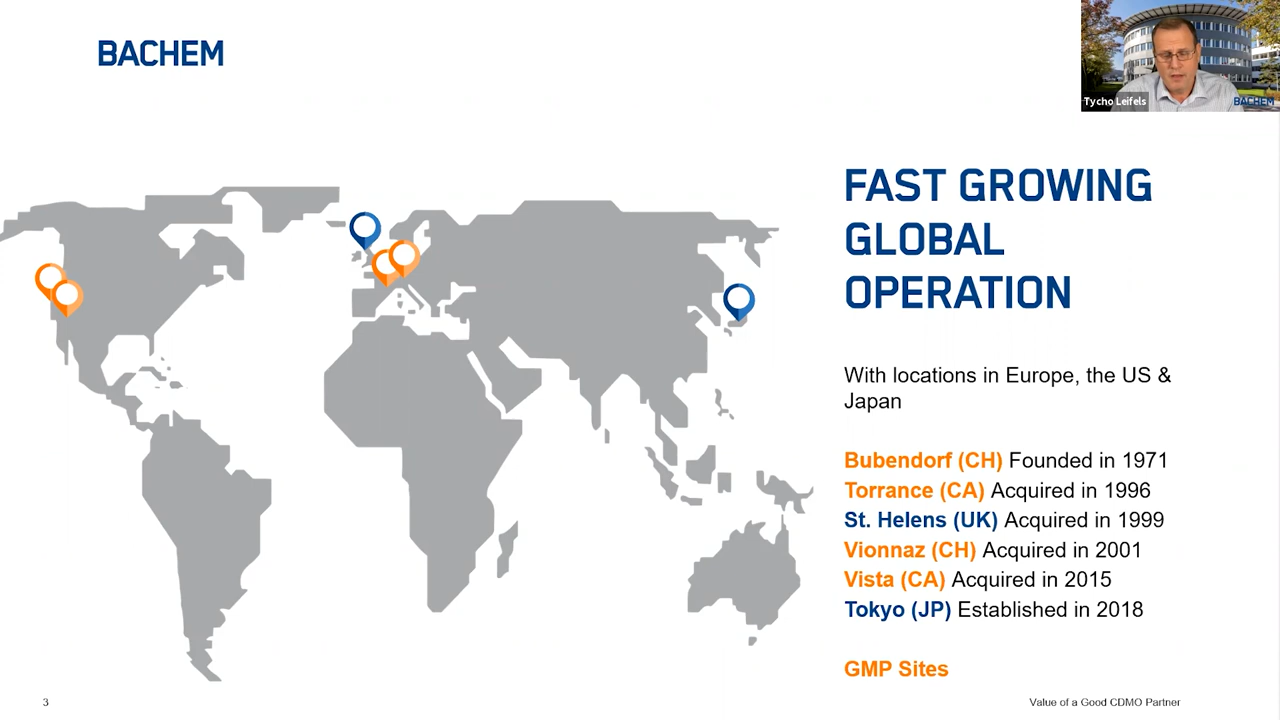 BACHEM
Tycho Leifels
BACHEM
FAST GROWING
GLOBAL
OPERATION
With locations in Europe, the US &
Japan
Bubendorf (CH) Founded in 1971
Torrance (CA) Acquired in 1996
St. Helens (UK) Acquired in 1999
Vionnaz (CH) Acquired in 2001
Vista (CA) Acquired in 2015
Tokyo (JP) Established in 2018
GMP Sites
3
Value of a Good CDMO Partner